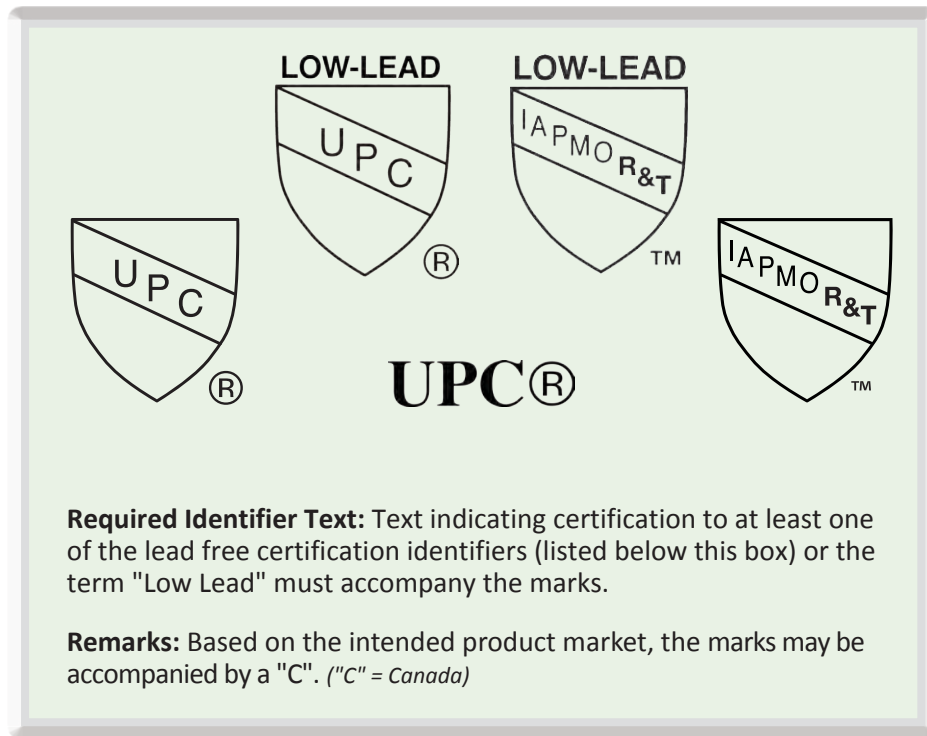 LOW-LEAD
UPC
®
LOW-LEAD
IAPMO R&T
TM
UPC
®
UPC®
IAPMO R&T
TM
Required Identifier Text: Text indicating certification to at least one
of the lead free certification identifiers (listed below this box) or the
term "Low Lead" must accompany the marks.
Remarks: Based on the intended product market, the marks may be
accompanied by a "C". ("C" = Canada)